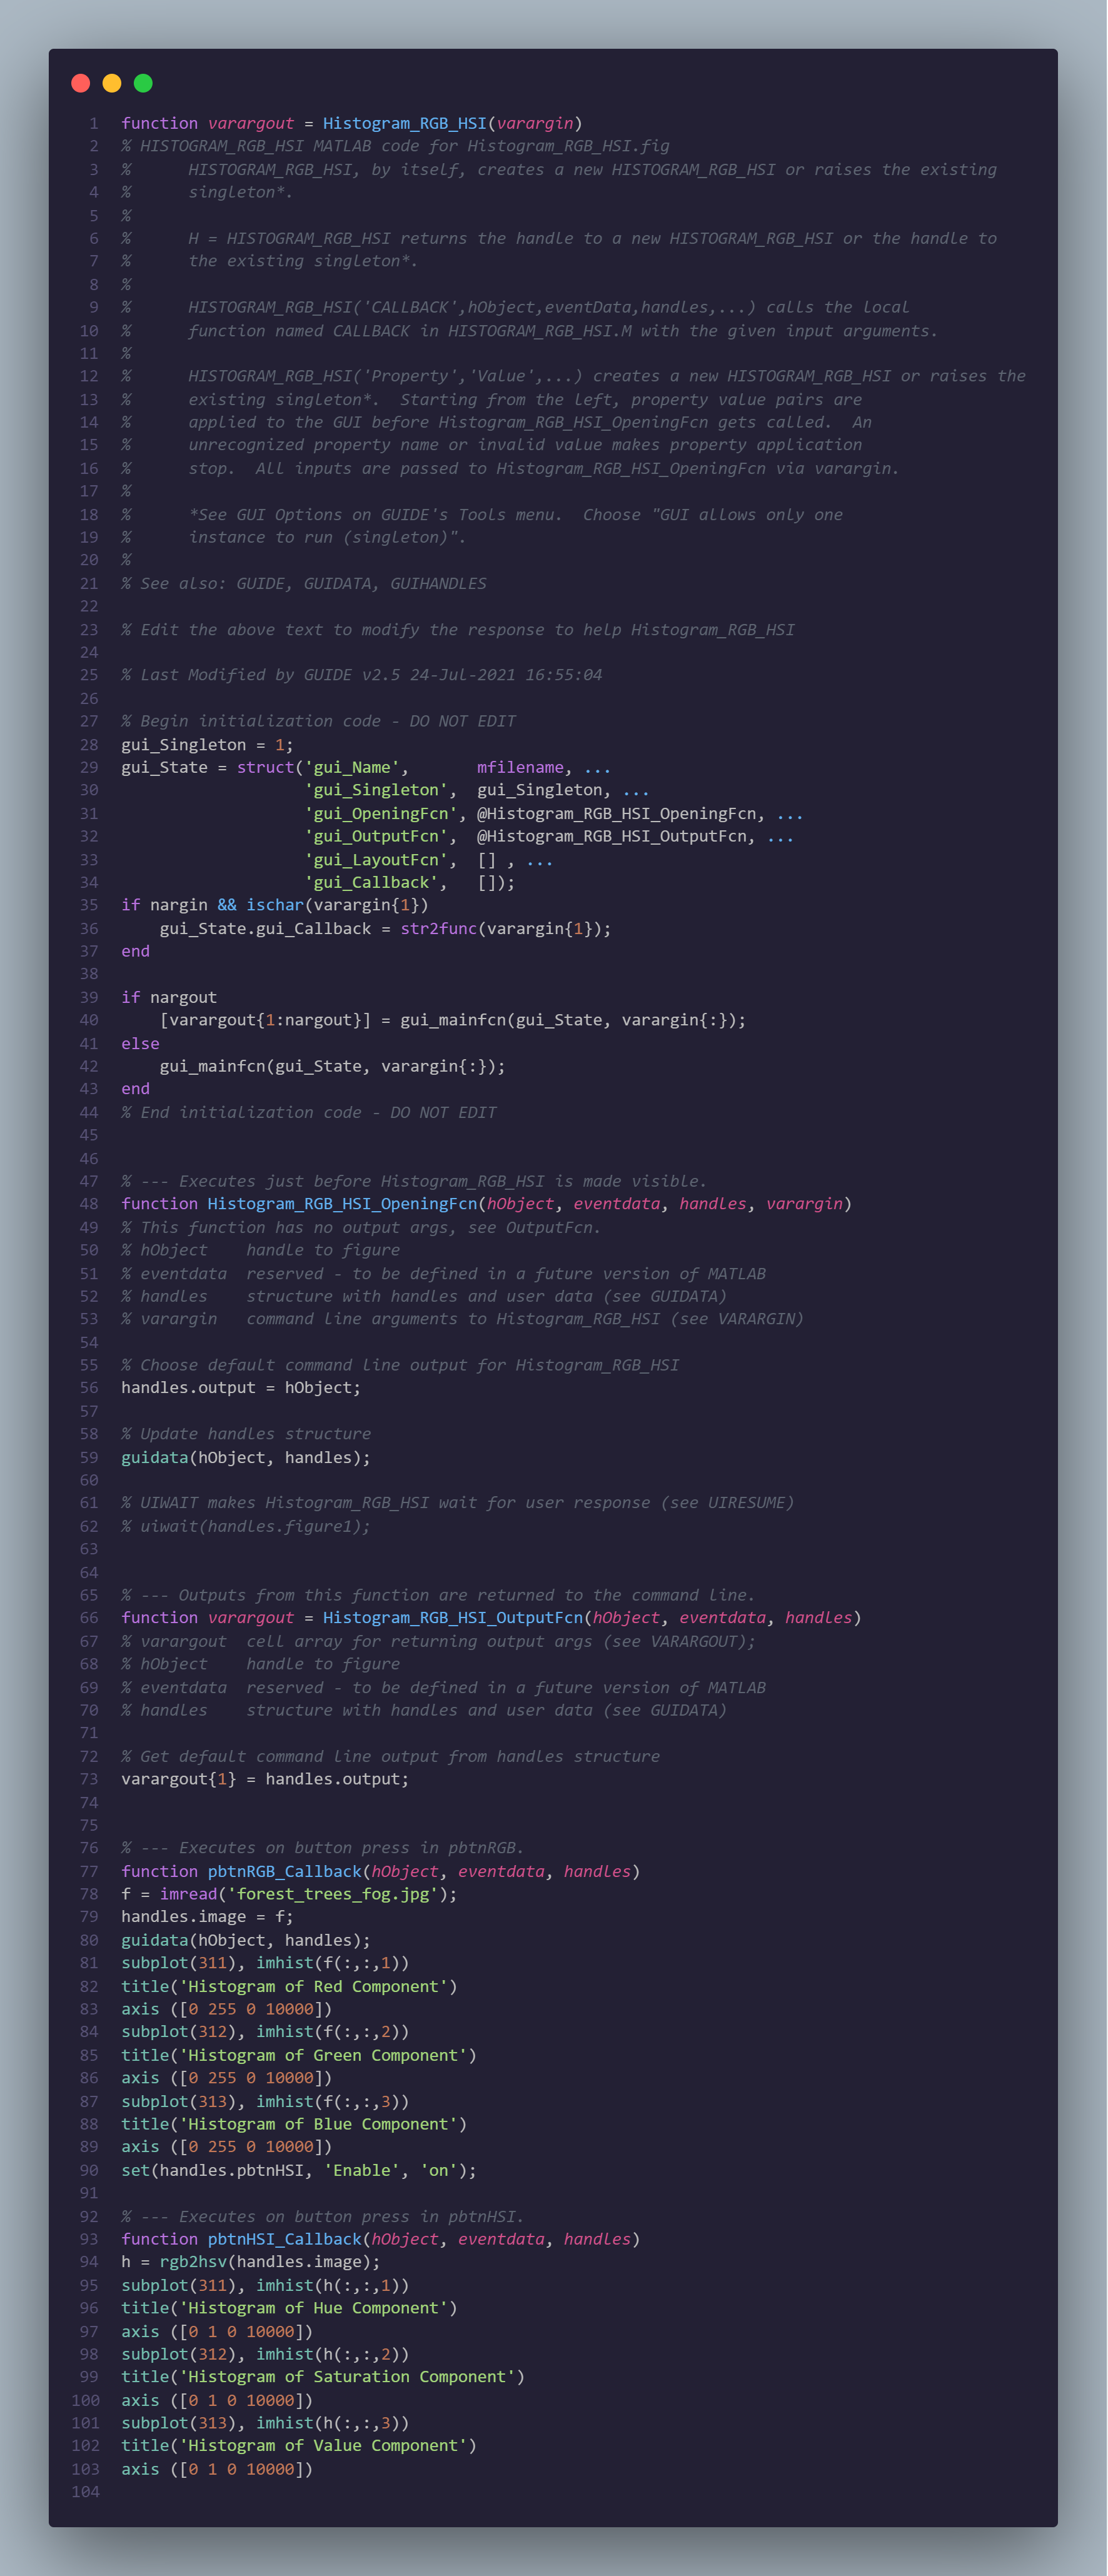 1 function varargout = Histogram_RGB_HSI(varargin)
2 % HISTOGRAM_RGB_HSI MATLAB code for Histogram_RGB_HSI.fig
3 %      HISTOGRAM_RGB_HSI, by itself, creates a new HISTOGRAM_RGB_HSI or raises the existing
4 %      singleton*.
5 %
6 %      H = HISTOGRAM_RGB_HSI returns the handle to a new HISTOGRAM_RGB_HSI or the handle to
7 %      the existing singleton*.
8 %
9 %      HISTOGRAM_RGB_HSI('CALLBACK',hObject,eventData,handles,...) calls the local
10 %      function named CALLBACK in HISTOGRAM_RGB_HSI.M with the given input arguments.
11 %
12 %      HISTOGRAM_RGB_HSI('Property','Value',...) creates a new HISTOGRAM_RGB_HSI or raises the
13 %      existing singleton*.  Starting from the left, property value pairs are
14 %      applied to the GUI before Histogram_RGB_HSI_OpeningFcn gets called.  An
15 %      unrecognized property name or invalid value makes property application
16 %      stop.  All inputs are passed to Histogram_RGB_HSI_OpeningFcn via varargin.
17 %
18 %      *See GUI Options on GUIDE's Tools menu.  Choose "GUI allows only one
19 %      instance to run (singleton)".
20 %
21 % See also: GUIDE, GUIDATA, GUIHANDLES
22
23 % Edit the above text to modify the response to help Histogram_RGB_HSI
24
25 % Last Modified by GUIDE v2.5 24-Jul-2021 16:55:04
26
27 % Begin initialization code - DO NOT EDIT
28 gui_Singleton = 1;
29 gui_State = struct('gui_Name',       mfilename, ...
30                    'gui_Singleton',  gui_Singleton, ...
31                    'gui_OpeningFcn', @Histogram_RGB_HSI_OpeningFcn, ...
32                    'gui_OutputFcn',  @Histogram_RGB_HSI_OutputFcn, ...
33                    'gui_LayoutFcn',  [] , ...
34                    'gui_Callback',   []);
35 if nargin && ischar(varargin{1})
36     gui_State.gui_Callback = str2func(varargin{1});
37 end
38
39 if nargout
40     [varargout{1:nargout}] = gui_mainfcn(gui_State, varargin{:});
41 else
42     gui_mainfcn(gui_State, varargin{:});
43 end
44 % End initialization code - DO NOT EDIT
45
46
47 % --- Executes just before Histogram_RGB_HSI is made visible.
48 function Histogram_RGB_HSI_OpeningFcn(hObject, eventdata, handles, varargin)
49 % This function has no output args, see OutputFcn.
50 % hObject    handle to figure
51 % eventdata  reserved - to be defined in a future version of MATLAB
52 % handles    structure with handles and user data (see GUIDATA)
53 % varargin   command line arguments to Histogram_RGB_HSI (see VARARGIN)
54
55 % Choose default command line output for Histogram_RGB_HSI
56 handles.output = hObject;
57
58 % Update handles structure
59 guidata(hObject, handles);
60
61 % UIWAIT makes Histogram_RGB_HSI wait for user response (see UIRESUME)
62 % uiwait(handles.figure1);
63
64
65 % --- Outputs from this function are returned to the command line.
66 function varargout = Histogram_RGB_HSI_OutputFcn(hObject, eventdata, handles)
67 % varargout  cell array for returning output args (see VARARGOUT);
68 % hObject    handle to figure
69 % eventdata  reserved - to be defined in a future version of MATLAB
70 % handles    structure with handles and user data (see GUIDATA)
71
72 % Get default command line output from handles structure
73 varargout{1} = handles.output;
74
75
76 % --- Executes on button press in pbtnRGB.
77 function pbtnRGB_Callback(hObject, eventdata, handles)
78 f = imread('forest_trees_fog.jpg');
79 handles.image = f;
80 guidata(hObject, handles);
81 subplot(311), imhist(f(:,:,1))
82 title('Histogram of Red Component')
83 axis ([0 255 0 10000])
84 subplot(312), imhist(f(:,:,2))
85 title('Histogram of Green Component')
86 axis ([0 255 0 10000])
87 subplot(313), imhist(f(:,:,3))
88 title('Histogram of Blue Component')
89 axis ([0 255 0 10000])
90 set(handles.pbtnHSI, 'Enable', 'on');
91
92 % --- Executes on button press in pbtnHSI.
93 function pbtnHSI_Callback(hObject, eventdata, handles)
94 h = rgb2hsv(handles.image);
95 subplot(311), imhist(h(:,:,1))
96 title('Histogram of Hue Component')
97 axis ([0 1 0 10000])
98 subplot(312), imhist(h(:,:,2))
99 title('Histogram of Saturation Component')
100 axis ([0 1 0 10000])
101 subplot(313), imhist(h(:,:,3))
102 title('Histogram of Value Component')
103 axis ([0 1 0 10000])
104